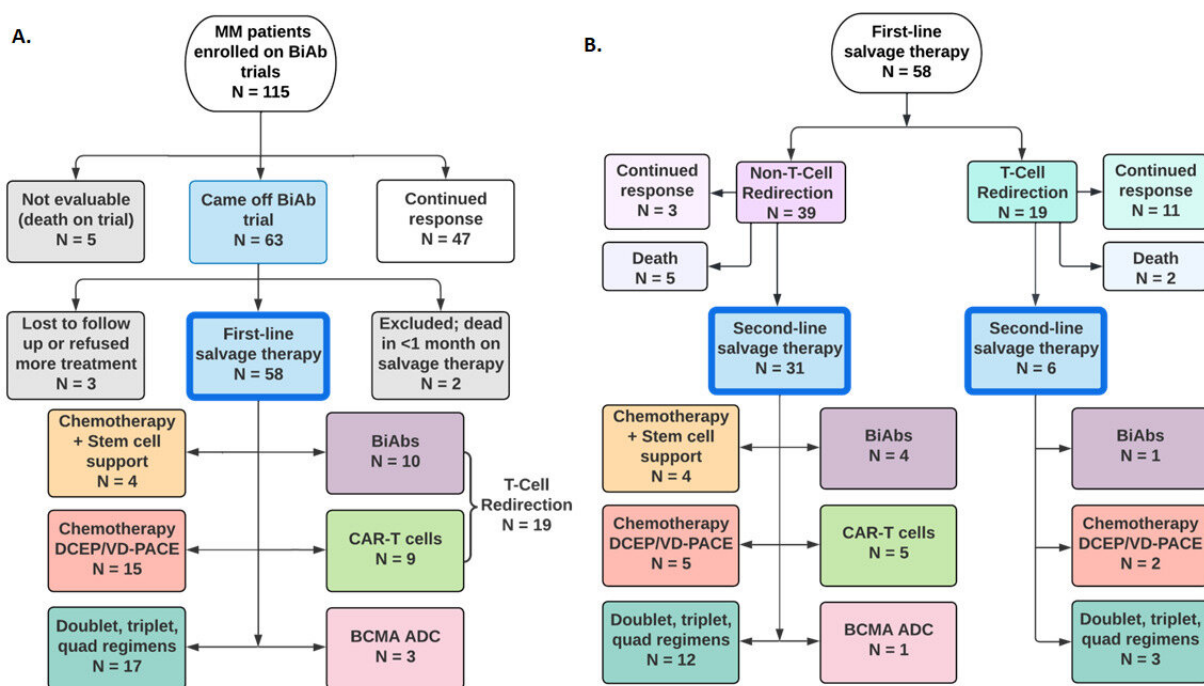 A.
MM patients
enrolled on BiAb
trials
N = 115
Not evaluable
(death on trial)
N = 5
Came off BiAb
trial
N = 63
Continued
response
N = 47
Lost to follow
up or refused
more treatment
N = 3
First-line
salvage therapy
N = 58
Excluded; dead
in <1 month on
salvage therapy
N = 2
Chemotherapy
+ Stem cell
support
N = 4
BiAbs
N = 10
T-Cell
Redirection
N = 19
Chemotherapy
DCEP/VD-PACE
N = 15
CAR-T cells
N = 9
Doublet, triplet,
quad regimens
N = 17
BCMA ADC
N = 3
B.
First-line
salvage therapy
N = 58
Continued
response
N = 3
Non-T-Cell
Redirection
N = 39
T-Cell
Redirection
N = 19
Continued
response
N = 11
Death
N = 5
Death
N = 2
Second-line
salvage therapy
N = 31
Second-line
salvage therapy
N = 6
Chemotherapy
+ Stem cell
support
N = 4
BiAbs
N = 4
BiAbs
N = 1
Chemotherapy
DCEP/VD-PACE
N = 5
CAR-T cells
N = 5
Chemotherapy
DCEP/VD-PACE
N = 2
Doublet, triplet,
quad regimens
N = 12
BCMA ADC
N = 1
Doublet, triplet,
quad regimens
N = 3